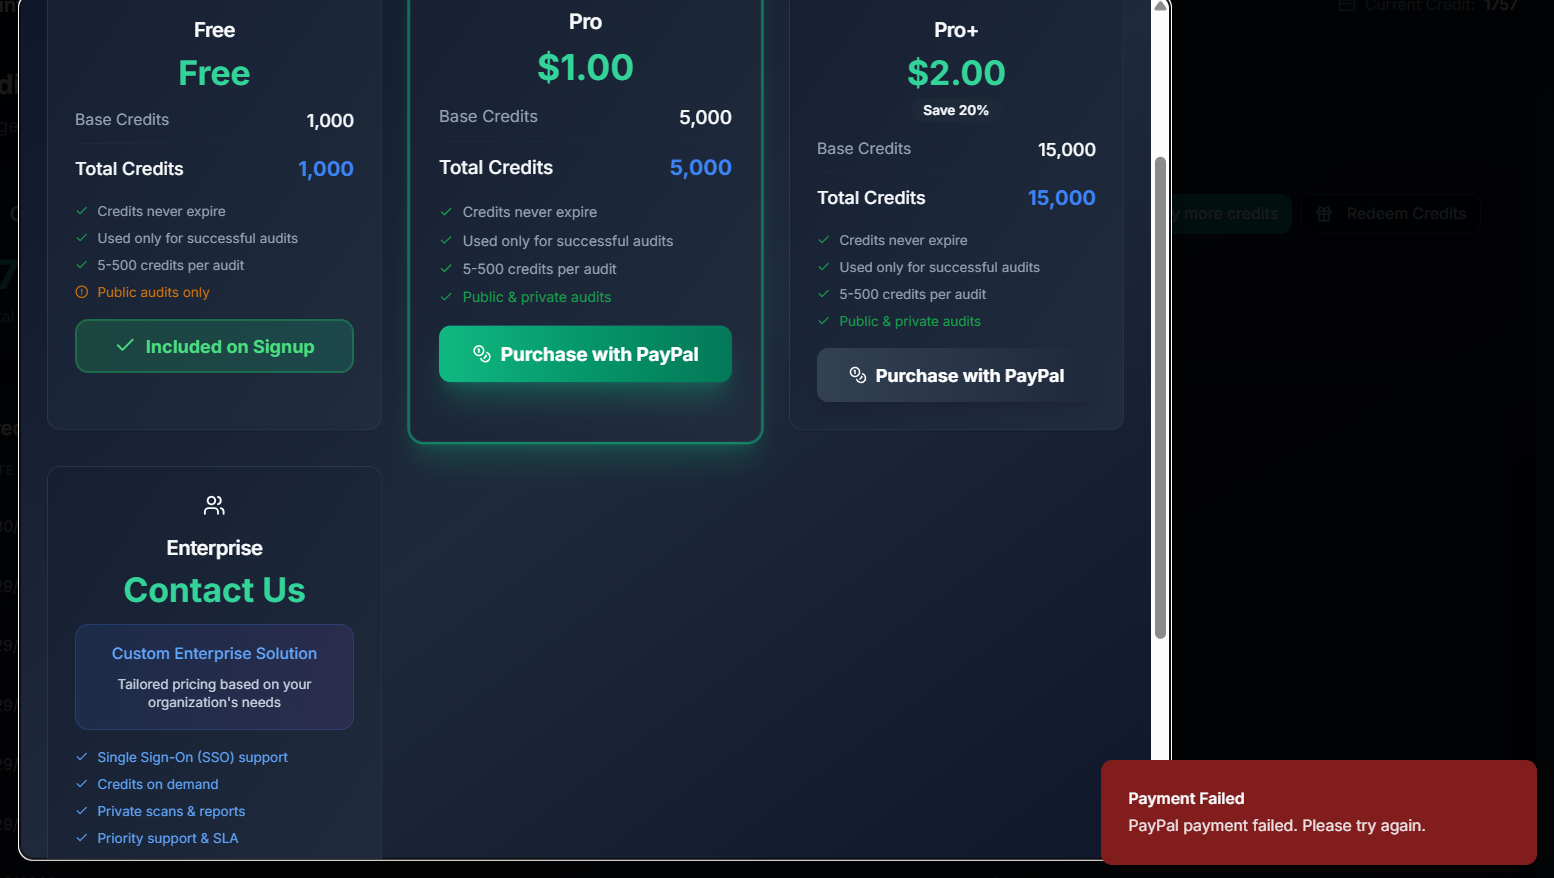 Current Credit: 1757
Free
Free
Base Credits 1,000
Total Credits 1,000
Credits never expire
Used only for successful audits
5-500 credits per audit
Public audits only
Included on Signup
Pro
$1.00
Base Credits 5,000
Total Credits 5,000
Credits never expire
Used only for successful audits
5-500 credits per audit
Public & private audits
Purchase with PayPal
Pro+
$2.00
Save 20%
Base Credits 15,000
Total Credits 15,000
Credits never expire
Used only for successful audits
5-500 credits per audit
Public & private audits
Purchase with PayPal
more credits
Redeem Credits
Enterprise
Contact Us
Custom Enterprise Solution
Tailored pricing based on your
organization's needs
Single Sign-On (SSO) support
Credits on demand
Private scans & reports
Priority support & SLA
Payment Failed
PayPal payment failed. Please try again.